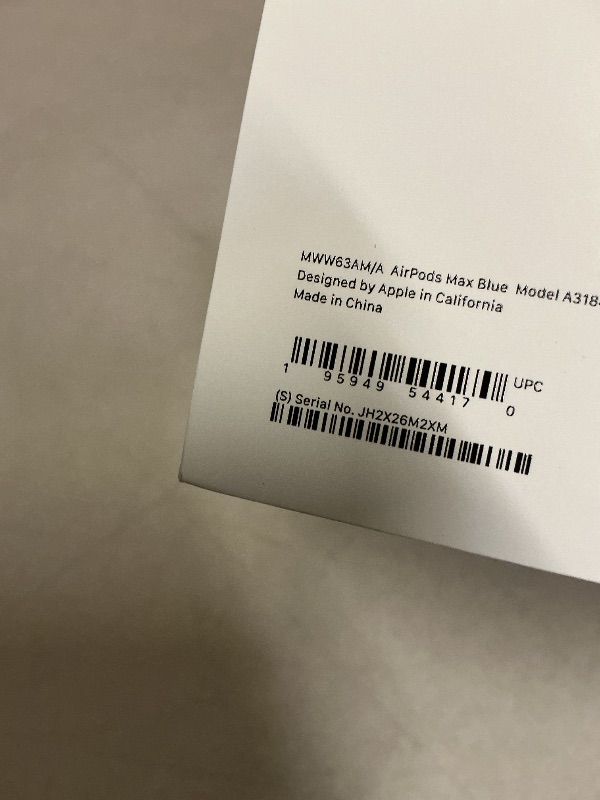 MWW63AM/A AirPods Max Blue Model A318
Designed by Apple in California
Made in China
UPC
1 95949 54417 0
(S) Serial No. JH2X26M2XM